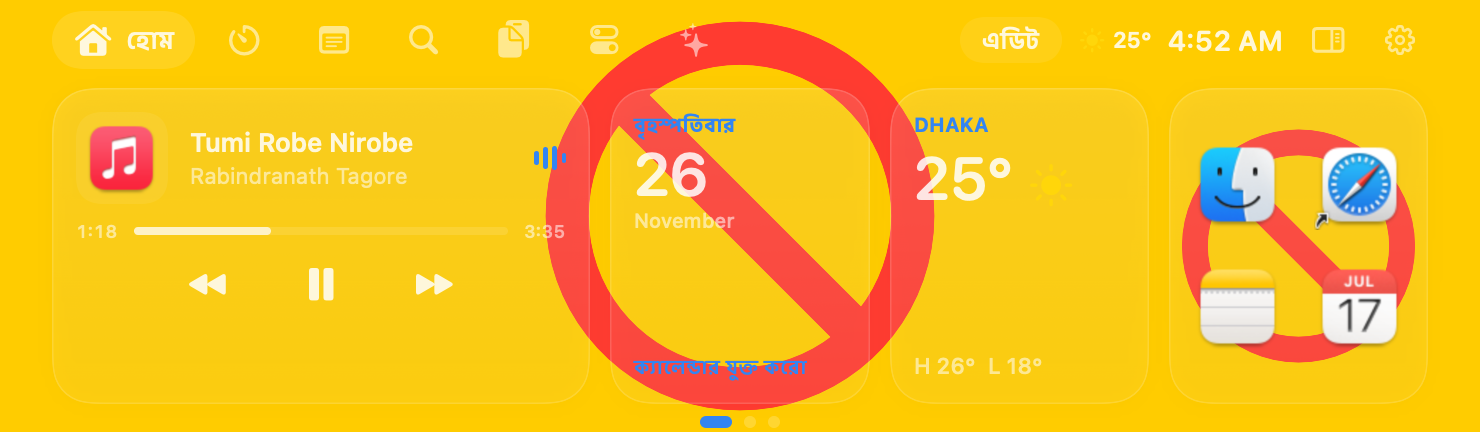 হোম
এডিট
25° 4:52 AM
Tumi Robe Nirobe
Rabindranath Tagore
1:18
3:35
বৃহস্পতিবার
26
November
ক্যালেন্ডার যুক্ত করো
DHAKA
25°
H 26° L 18°
JUL
17